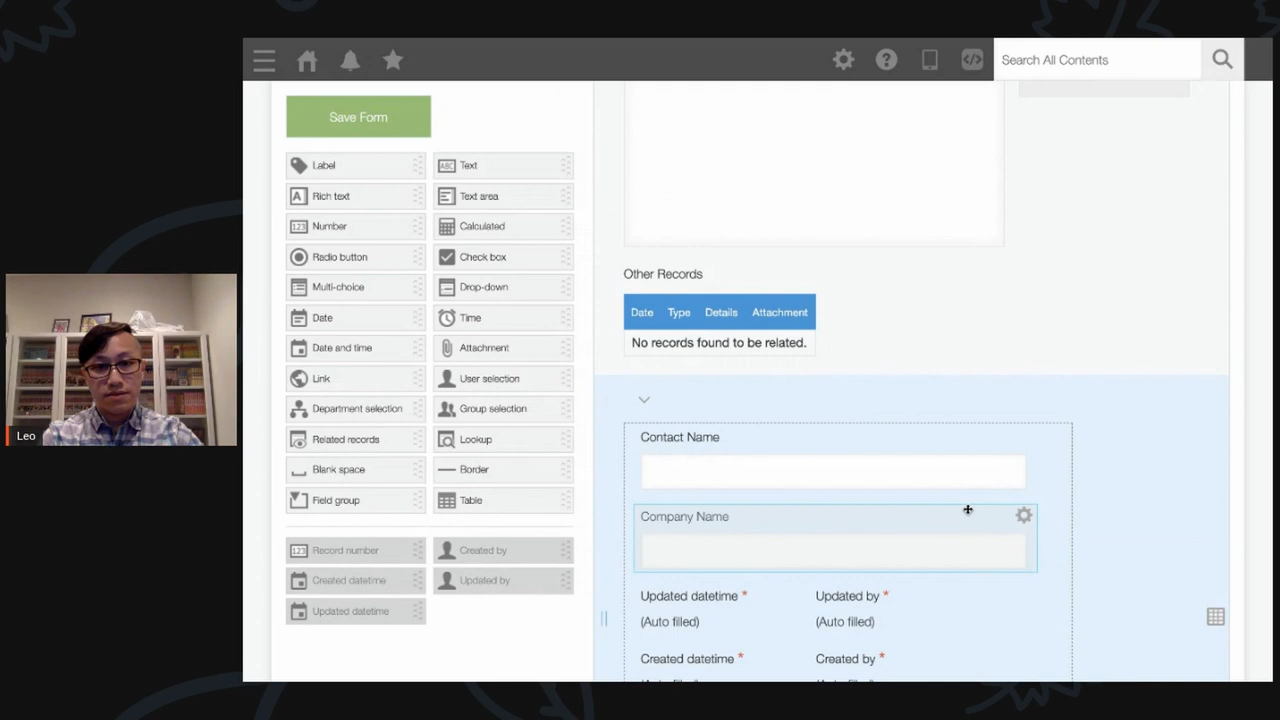 Search All Contents
Save Form
Label
ABC Text
A Rich text
Text area
123 Number
Calculated
Radio button
Check box
Multi-choice
Drop-down
Date
Time
Date and time
Attachment
Link
User selection
Department selection
Group selection
Related records
Lookup
Blank space
Border
Field group
Table
123 Record number
Created by
Created datetime
Updated by
Updated datetime
Other Records
Date Type Details Attachment
No records found to be related.
Contact Name
Company Name
Updated datetime * Updated by *
(Auto filled) (Auto filled)
Created datetime * Created by *
Leo